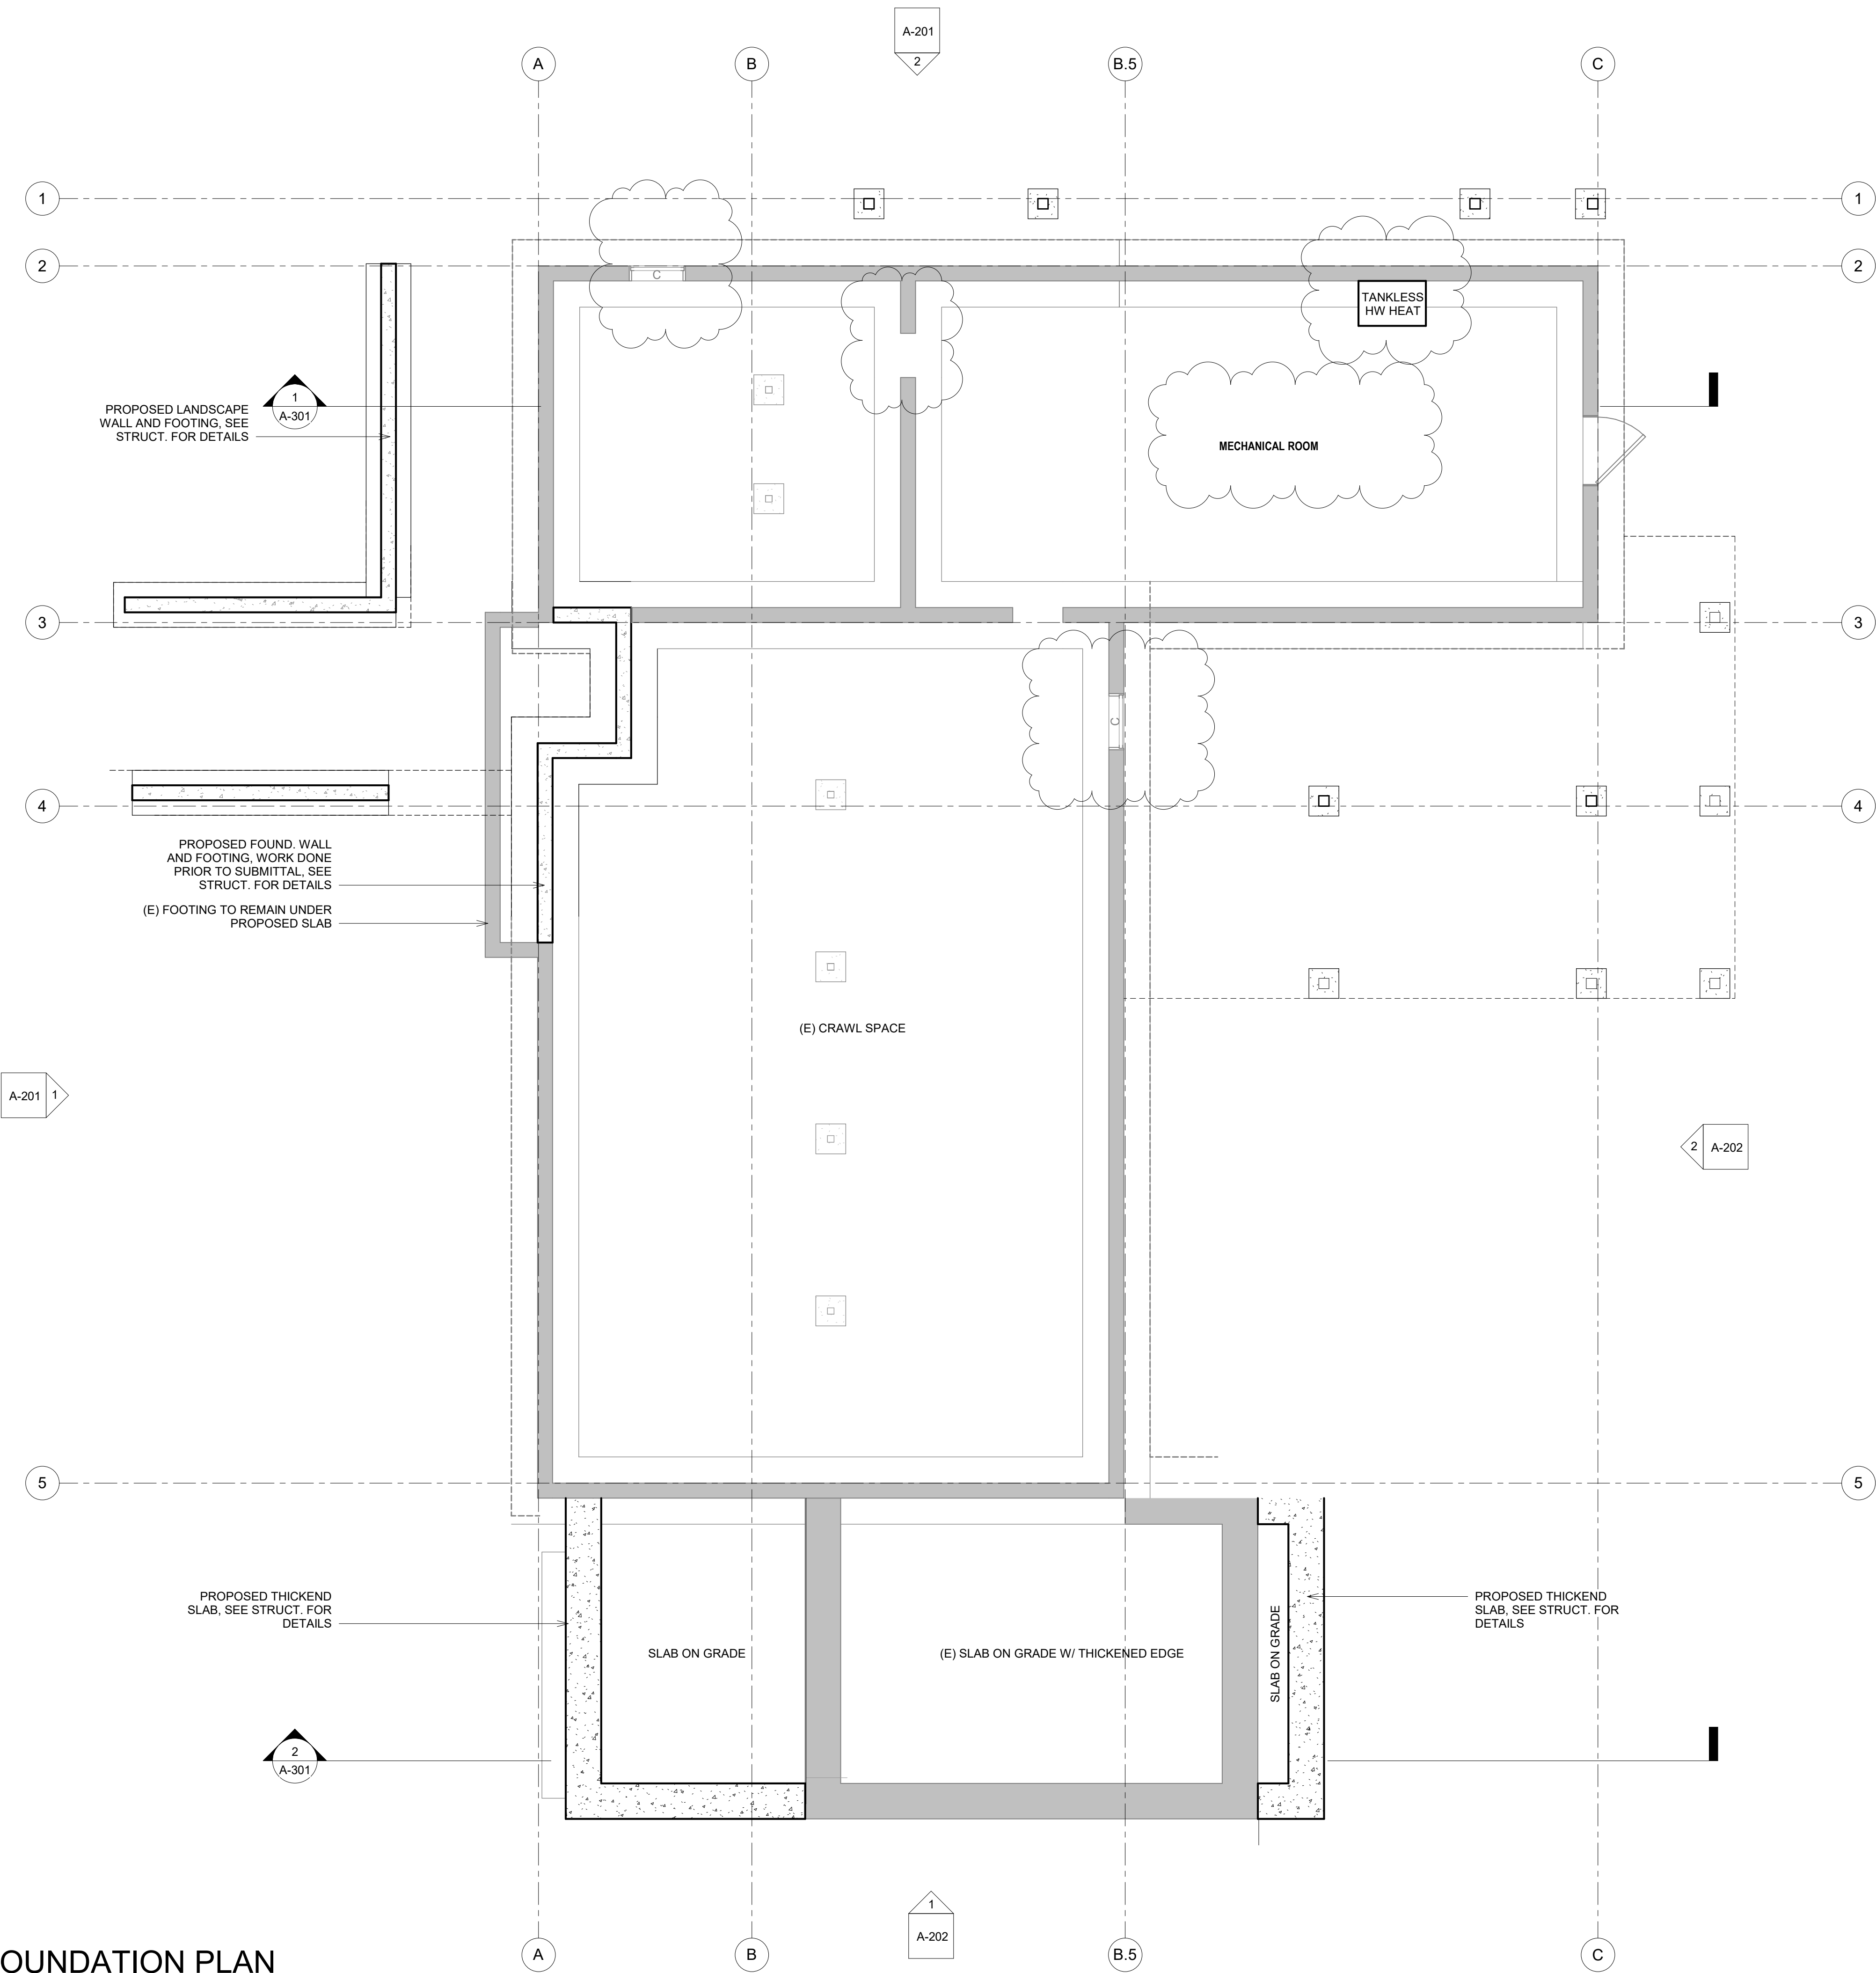 A-201
2
A
B
B.5
C
1
1
2
2
C
TANKLESS
HW HEAT
1
A-301
PROPOSED LANDSCAPE
WALL AND FOOTING, SEE
STRUCT. FOR DETAILS
MECHANICAL ROOM
3
3
C
4
4
PROPOSED FOUND. WALL
AND FOOTING, WORK DONE
PRIOR TO SUBMITTAL, SEE
STRUCT. FOR DETAILS
(E) FOOTING TO REMAIN UNDER
PROPOSED SLAB
(E) CRAWL SPACE
A-201
1
2
A-202
5
5
PROPOSED THICKEND
SLAB, SEE STRUCT. FOR
DETAILS
PROPOSED THICKEND
SLAB, SEE STRUCT. FOR
DETAILS
SLAB ON GRADE
(E) SLAB ON GRADE W/ THICKENED EDGE
SLAB ON GRADE
2
A-301
1
A-202
A
B
B.5
C
OUNDATION PLAN